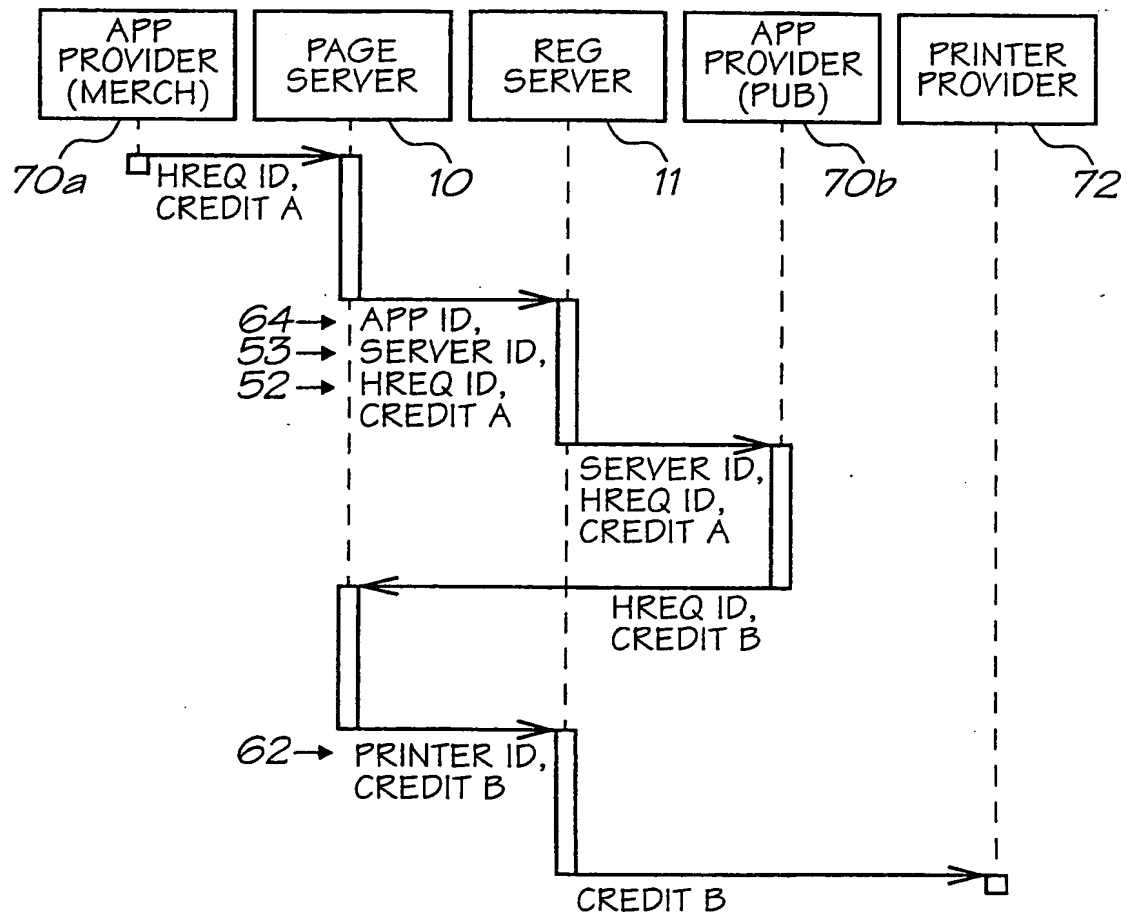 APP
PROVIDER
(MERCH)
PAGE
SERVER
REG
SERVER
APP
PROVIDER
(PUB)
PRINTER
PROVIDER
70a
10
11
70b
72
HREQ ID,
CREDIT A
64 → APP ID,
53 → SERVER ID,
52 → HREQ ID,
CREDIT A
SERVER ID,
HREQ ID,
CREDIT A
HREQ ID,
CREDIT B
62 → PRINTER ID,
CREDIT B
CREDIT B